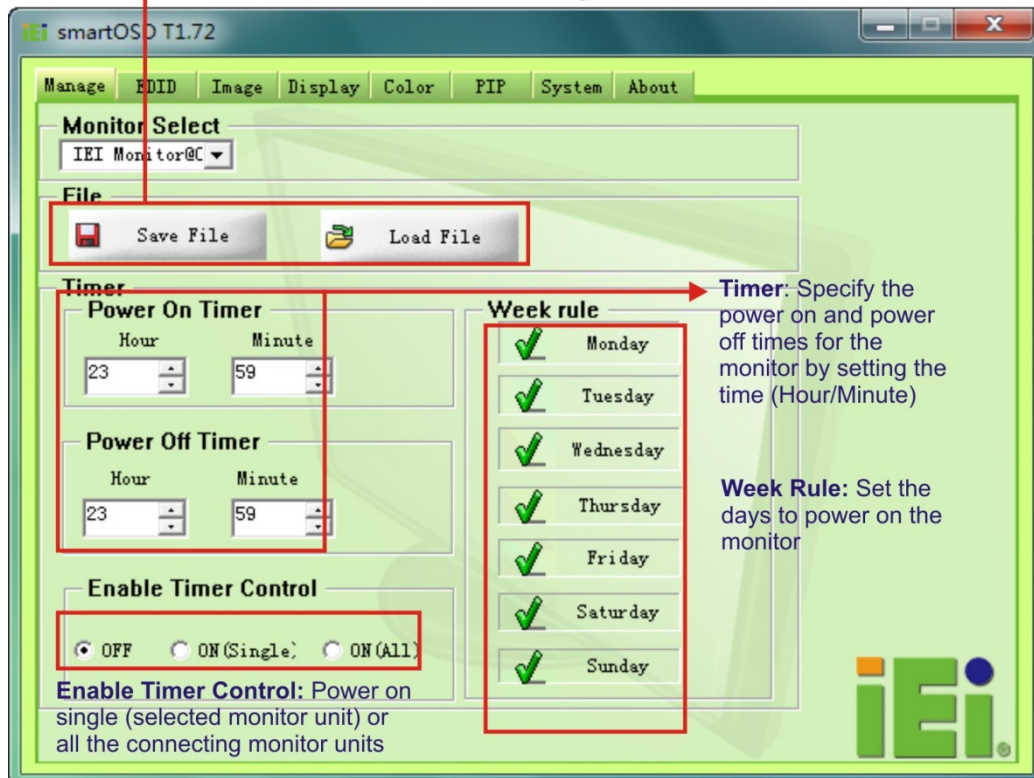 iEi smartOSD T1.72
Manage EDID Image Display Color PIP System About
Monitor Select
IEI Monitor@C
File
Save File
Load File
Timer
Power On Timer
Hour Minute
23 59
Power Off Timer
Hour Minute
23 59
Enable Timer Control
OFF ON(Single) ON(All)
Enable Timer Control: Power on
single (selected monitor unit) or
all the connecting monitor units
Week rule
Monday
Tuesday
Wednesday
Thursday
Friday
Saturday
Sunday
Timer: Specify the
power on and power
off times for the
monitor by setting the
time (Hour/Minute)
Week Rule: Set the
days to power on the
monitor
iEi®